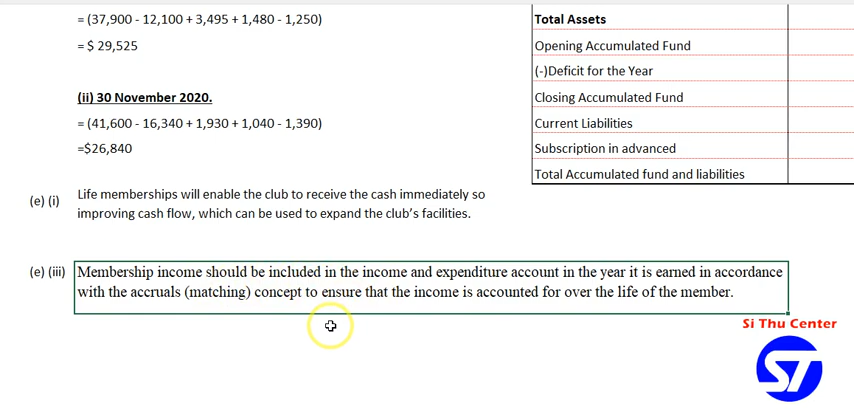 = (37,900 - 12,100 + 3,495 + 1,480 - 1,250)
= $ 29,525
(ii) 30 November 2020.
= (41,600 - 16,340 + 1,930 + 1,040 - 1,390)
=$26,840
Total Assets
Opening Accumulated Fund
(-)Deficit for the Year
Closing Accumulated Fund
Current Liabilities
Subscription in advanced
Total Accumulated fund and liabilities
(e) (i) Life memberships will enable the club to receive the cash immediately so
improving cash flow, which can be used to expand the club's facilities.
(e) (iii) Membership income should be included in the income and expenditure account in the year it is earned in accordance
with the accruals (matching) concept to ensure that the income is accounted for over the life of the member.
Si Thu Center
ST